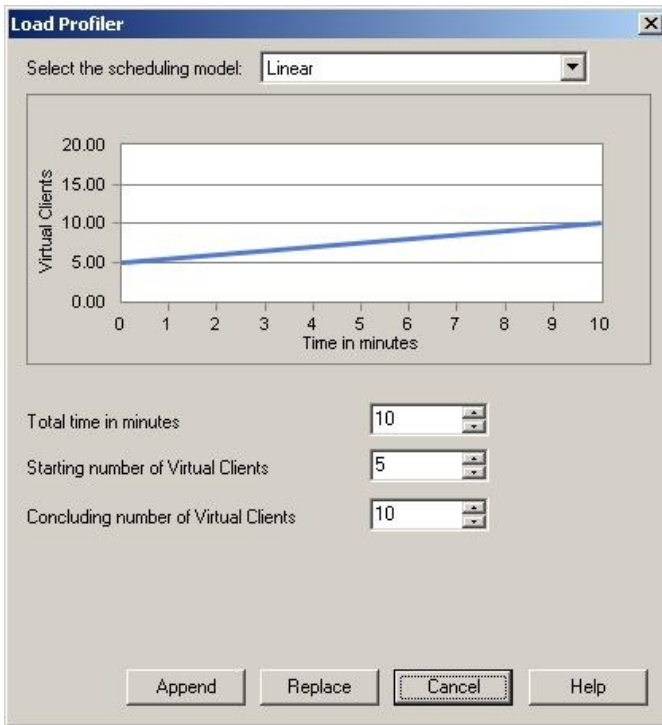 Load Profiler
Select the scheduling model: Linear
20.00
15.00
10.00
5.00
0.00
Virtual Clients
0 1 2 3 4 5 6 7 8 9 10
Time in minutes
Total time in minutes 10
Starting number of Virtual Clients 5
Concluding number of Virtual Clients 10
Append Replace Cancel Help